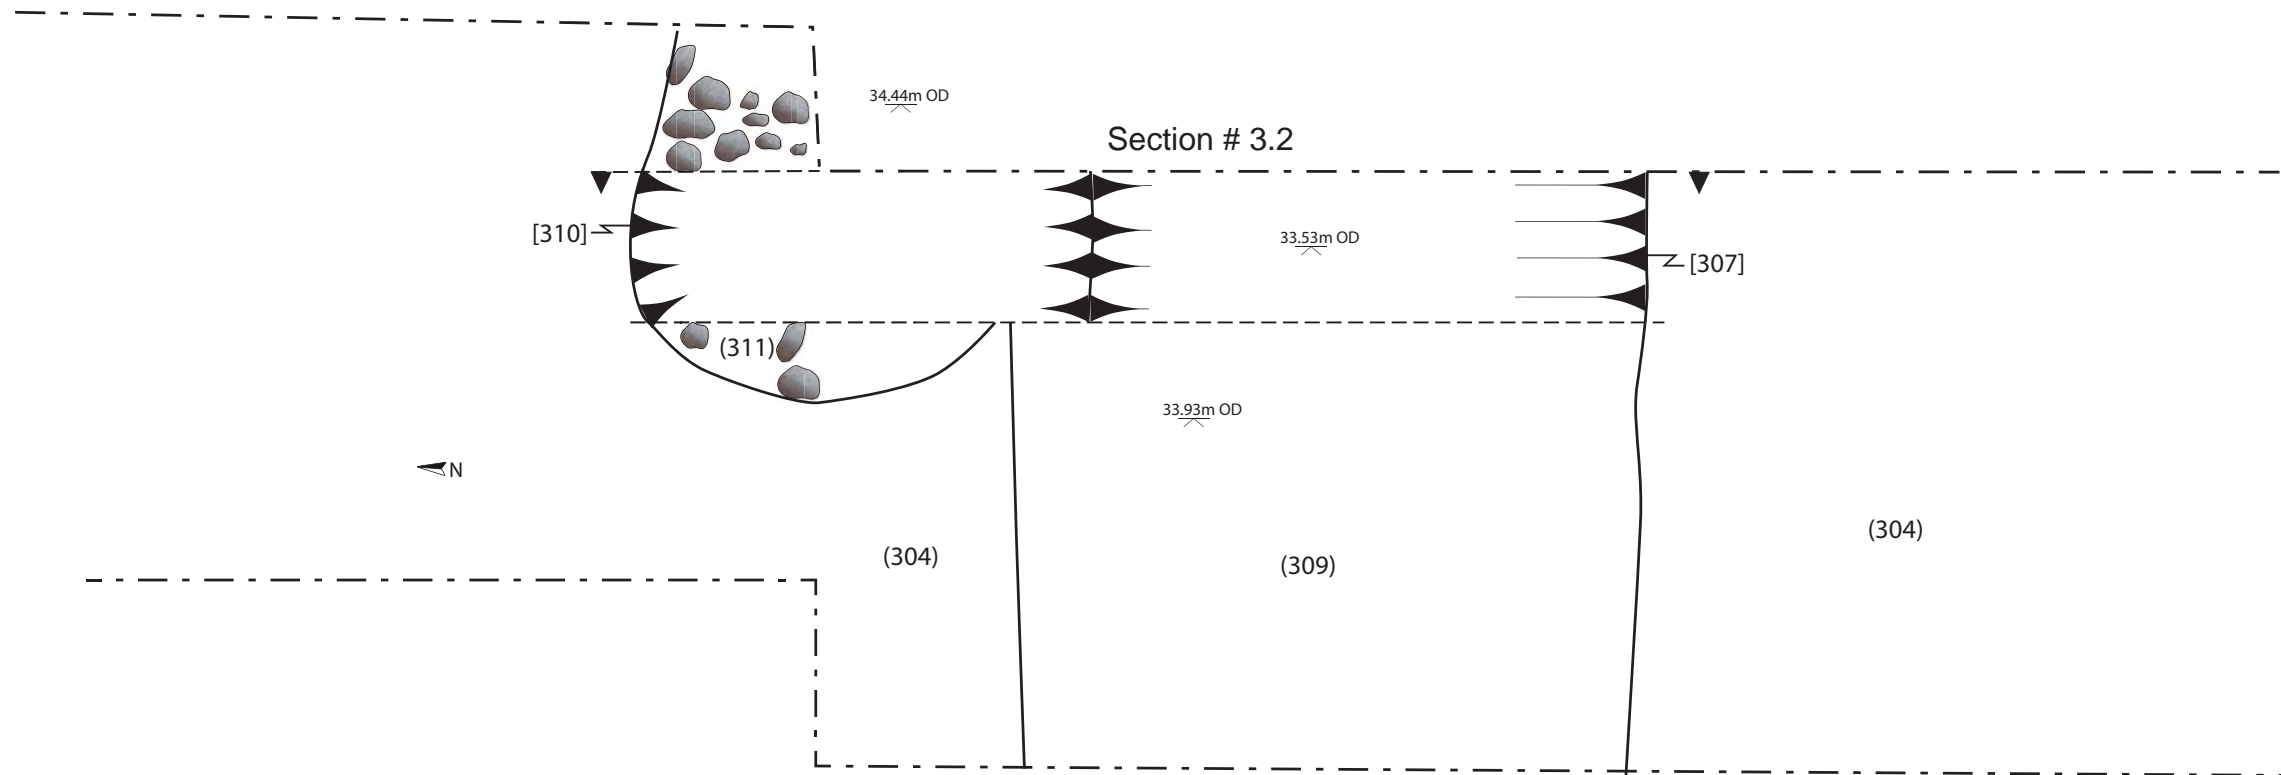 34.44m OD
Section # 3.2
[310]
33.53m OD
[307]
(311)
33.93m OD
N
(304)
(309)
(304)